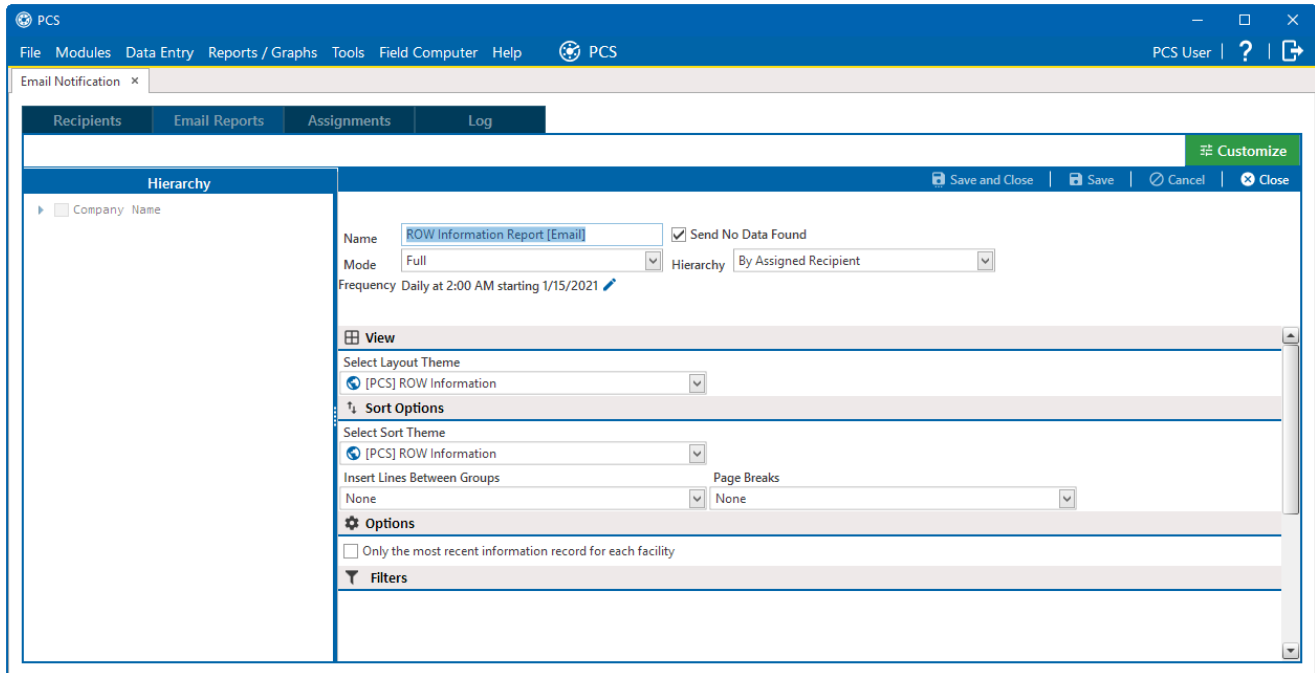 PCS
File Modules Data Entry Reports / Graphs Tools Field Computer Help PCS PCS User | ? |
Email Notification ×
Recipients Email Reports Assignments Log
Customize
Hierarchy
Save and Close | Save | Cancel | Close
Company Name
Name ROW Information Report [Email] Send No Data Found
Mode Full Hierarchy By Assigned Recipient
Frequency Daily at 2:00 AM starting 1/15/2021
View
Select Layout Theme
[PCS] ROW Information
Sort Options
Select Sort Theme
[PCS] ROW Information
Insert Lines Between Groups Page Breaks
None None
Options
Only the most recent information record for each facility
Filters